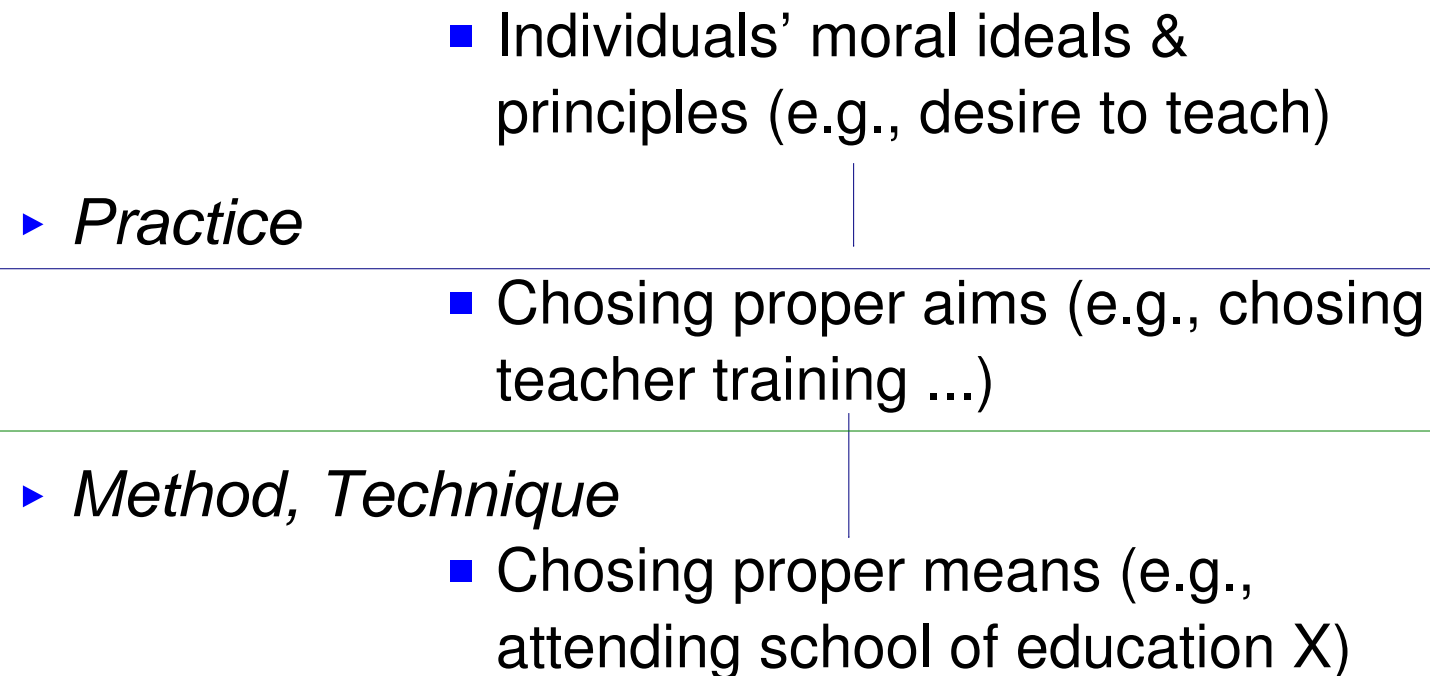 ■ Individuals’ moral ideals &
principles (e.g., desire to teach)
► Practice
■ Chosing proper aims (e.g., chosing
teacher training ...)
► Method, Technique
■ Chosing proper means (e.g.,
attending school of education X)